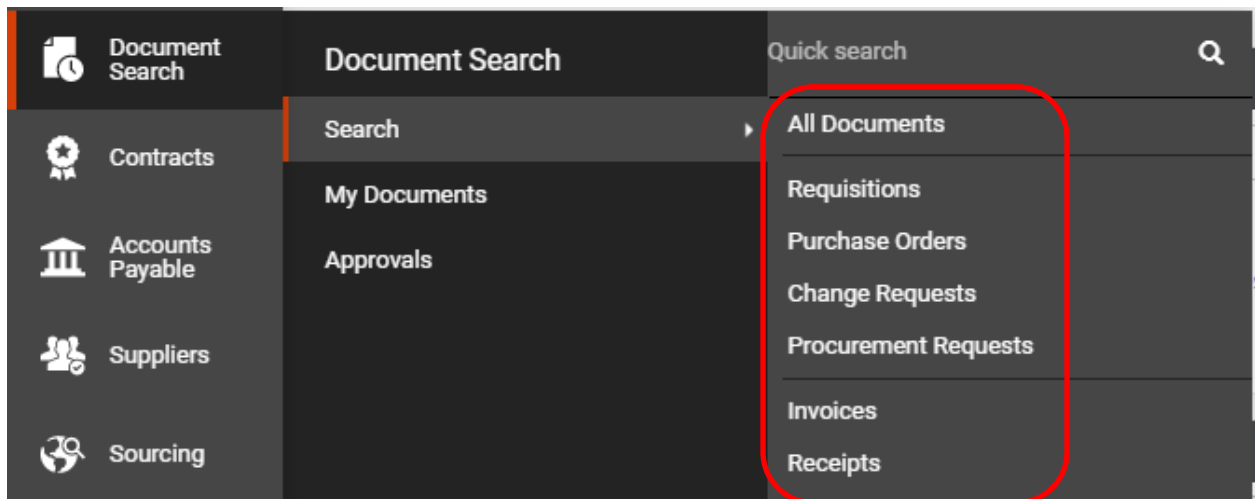 Document
Search
Contracts
Accounts
Payable
Suppliers
Sourcing
Document Search
Search
My Documents
Approvals
Quick search
All Documents
Requisitions
Purchase Orders
Change Requests
Procurement Requests
Invoices
Receipts